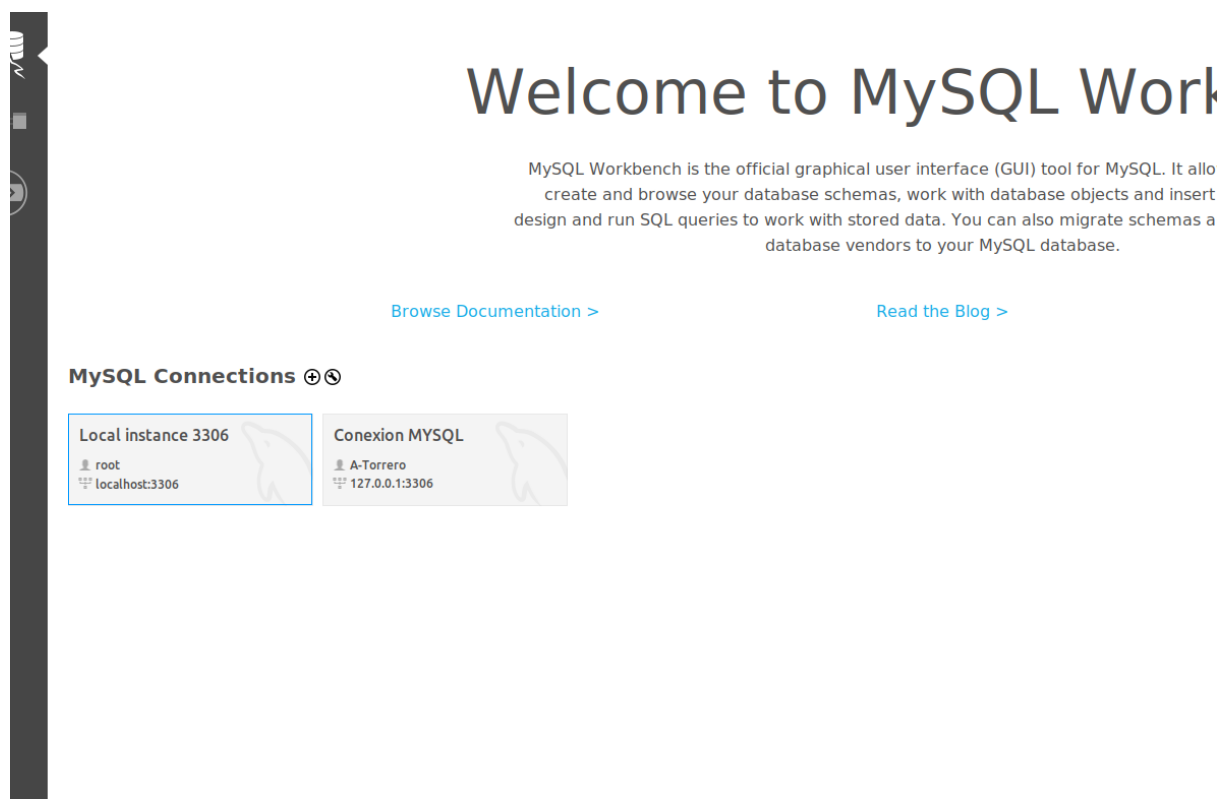 Welcome to MySQL Work
MySQL Workbench is the official graphical user interface (GUI) tool for MySQL. It allo
create and browse your database schemas, work with database objects and insert
design and run SQL queries to work with stored data. You can also migrate schemas a
database vendors to your MySQL database.
Browse Documentation >
Read the Blog >
MySQL Connections
Local instance 3306
root
localhost:3306
Conexion MYSQL
A-Torrero
127.0.0.1:3306